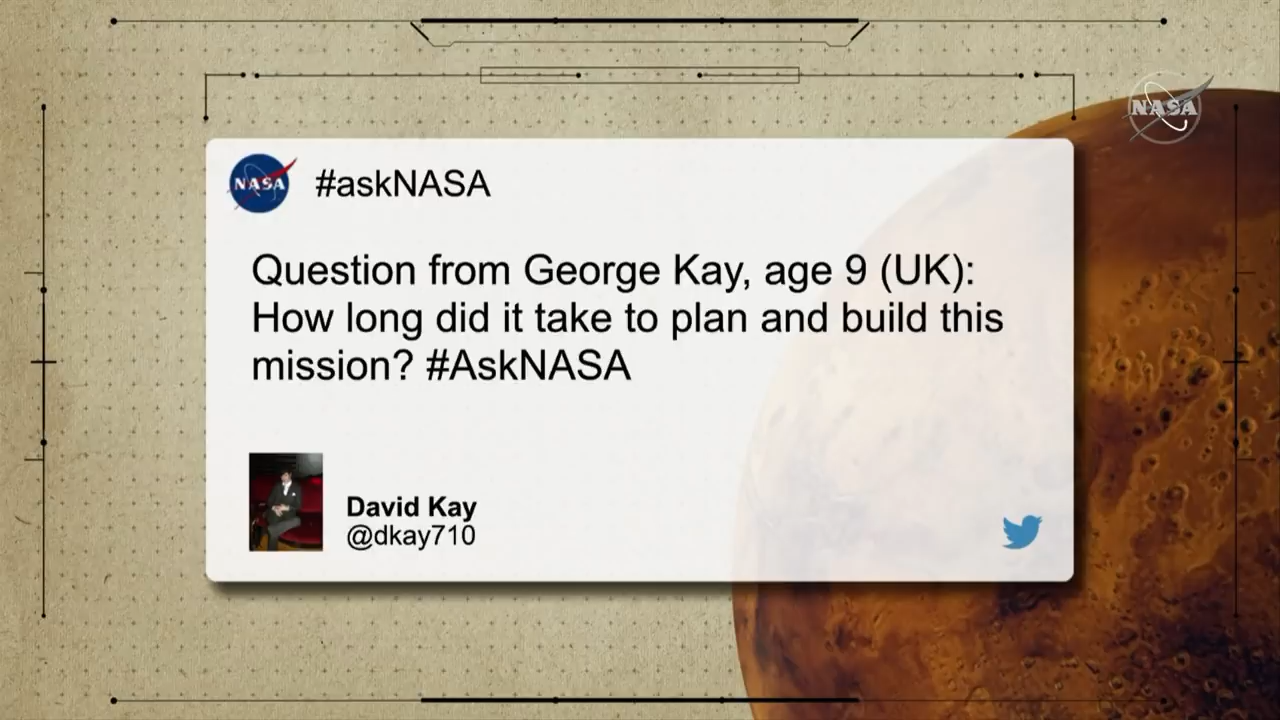 NASA
NASA
#askNASA
Question from George Kay, age 9 (UK):
How long did it take to plan and build this
mission? #AskNASA
David Kay
@dkay710